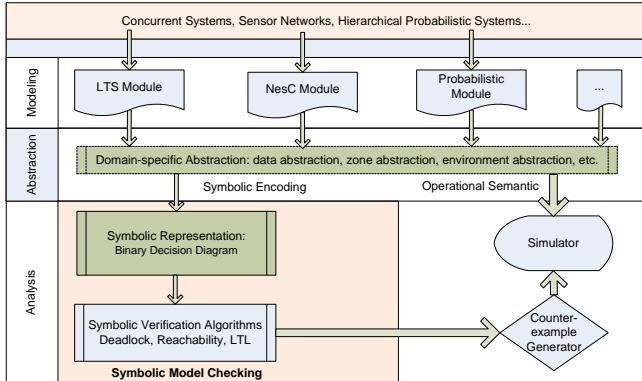 Concurrent Systems, Sensor Networks, Hierarchical Probabilistic Systems...
Modeling
LTS Module
NesC Module
Probabilistic
Module
...
Abstraction
Domain-specific Abstraction: data abstraction, zone abstraction, environment abstraction, etc.
Symbolic Encoding
Operational Semantic
Analysis
Symbolic Representation:
Binary Decision Diagram
Simulator
Symbolic Verification Algorithms
Deadlock, Reachability, LTL
Counter-
example
Generator
Symbolic Model Checking